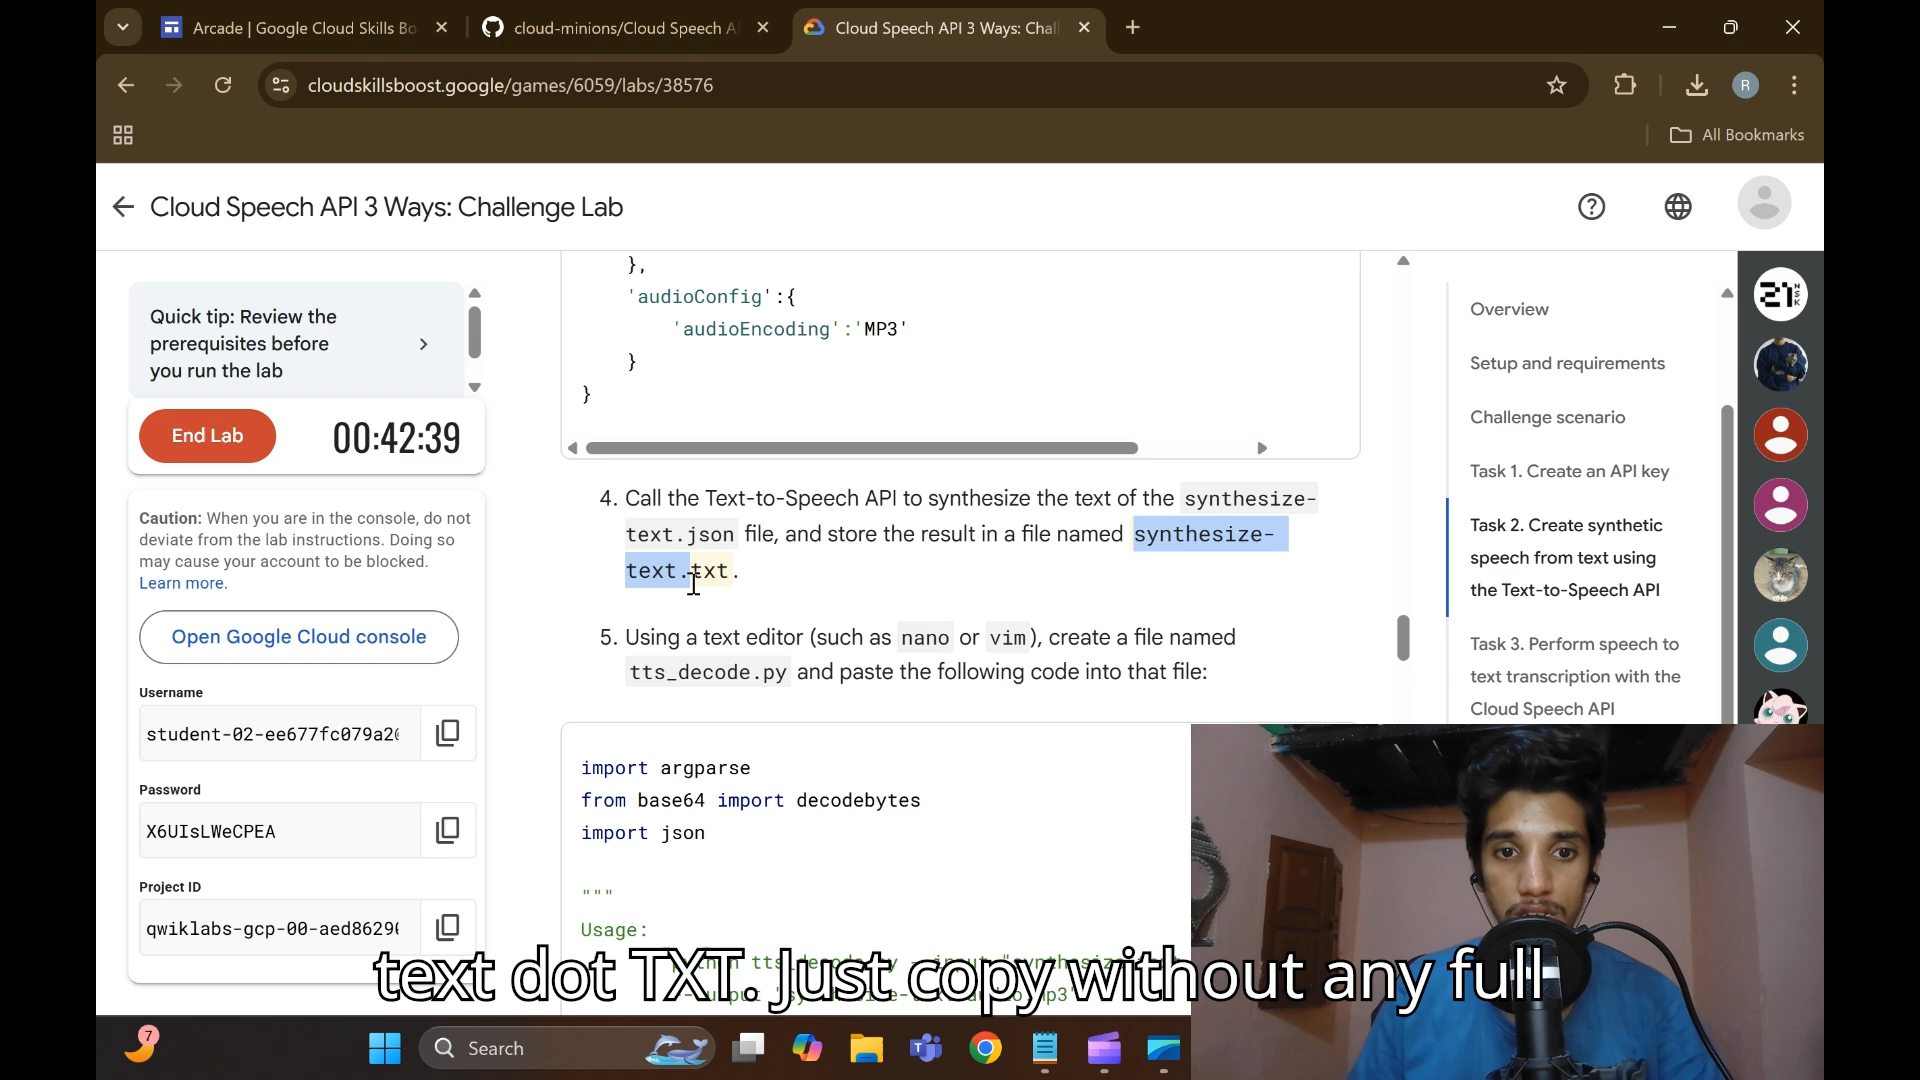 Arcade | Google Cloud Skills Bo
cloud-minions/Cloud Speech A
Cloud Speech API 3 Ways: Chal
cloudskillsboost.google/games/6059/labs/38576
R
All Bookmarks
Cloud Speech API 3 Ways: Challenge Lab
Quick tip: Review the
prerequisites before
you run the lab
End Lab
00:42:39
Caution: When you are in the console, do not
deviate from the lab instructions. Doing so
may cause your account to be blocked.
Learn more.
Open Google Cloud console
Username
student-02-ee677fc079a2
Password
X6UIsLWeCPEA
Project ID
qwiklabs-gcp-00-aed8629
},
'audioConfig':{
'audioEncoding':'MP3'
}
}
4. Call the Text-to-Speech API to synthesize the text of the synthesize-
text.json file, and store the result in a file named synthesize-
text.txt.
5. Using a text editor (such as nano or vim), create a file named
tts_decode.py and paste the following code into that file:
import argparse
from base64 import decodebytes
import json
"""
Usage:
Overview
Setup and requirements
Challenge scenario
Task 1. Create an API key
Task 2. Create synthetic
speech from text using
the Text-to-Speech API
Task 3. Perform speech to
text transcription with the
Cloud Speech API
21
NSK
text dot TXT. Just copy without any full
7
Search